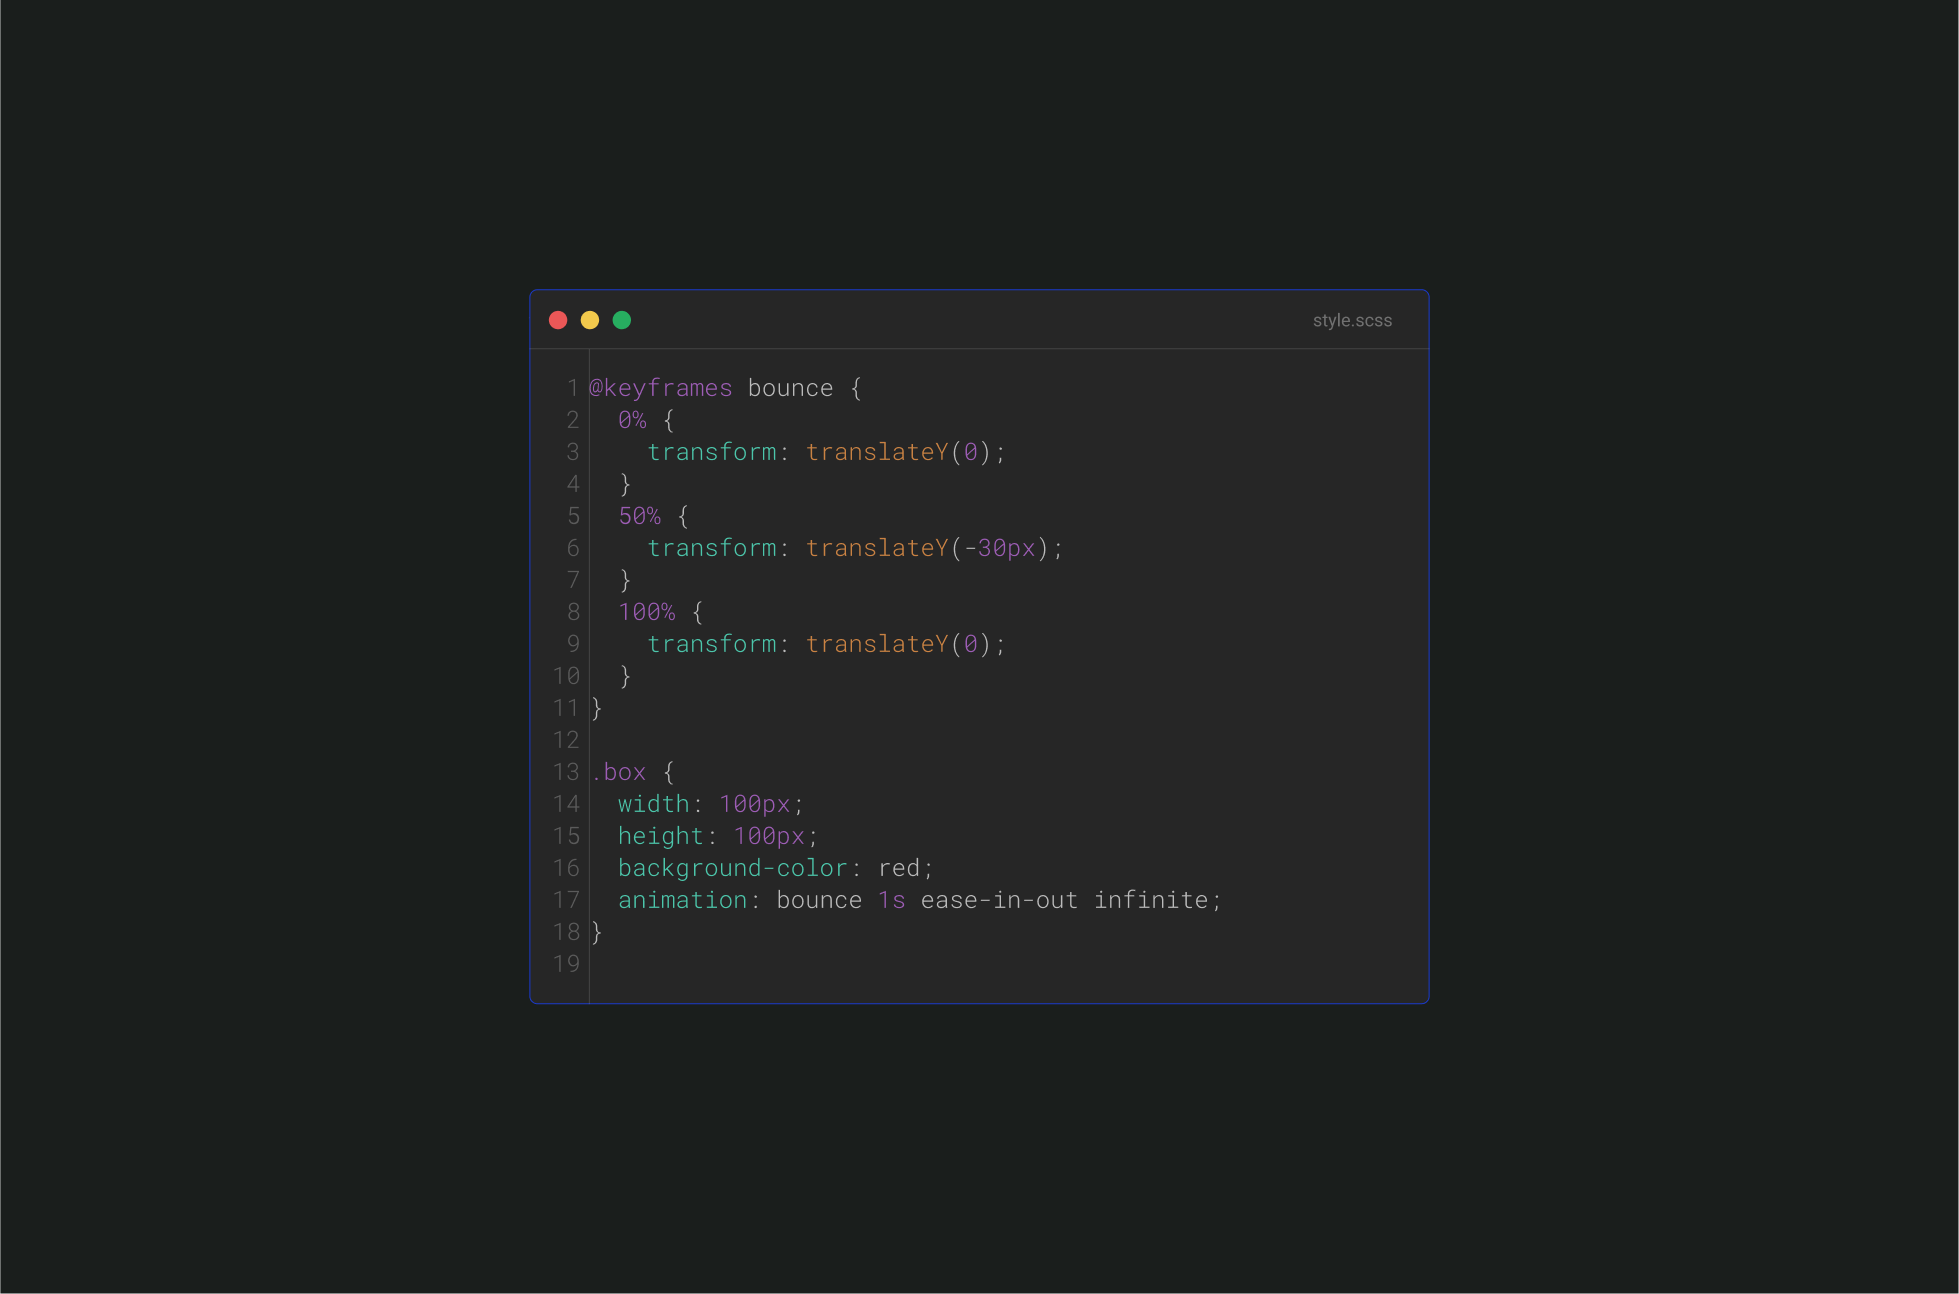 style.scss
1 @keyframes bounce {
2   0% {
3     transform: translateY(0);
4   }
5   50% {
6     transform: translateY(-30px);
7   }
8   100% {
9     transform: translateY(0);
10   }
11 }
12
13 .box {
14   width: 100px;
15   height: 100px;
16   background-color: red;
17   animation: bounce 1s ease-in-out infinite;
18 }
19